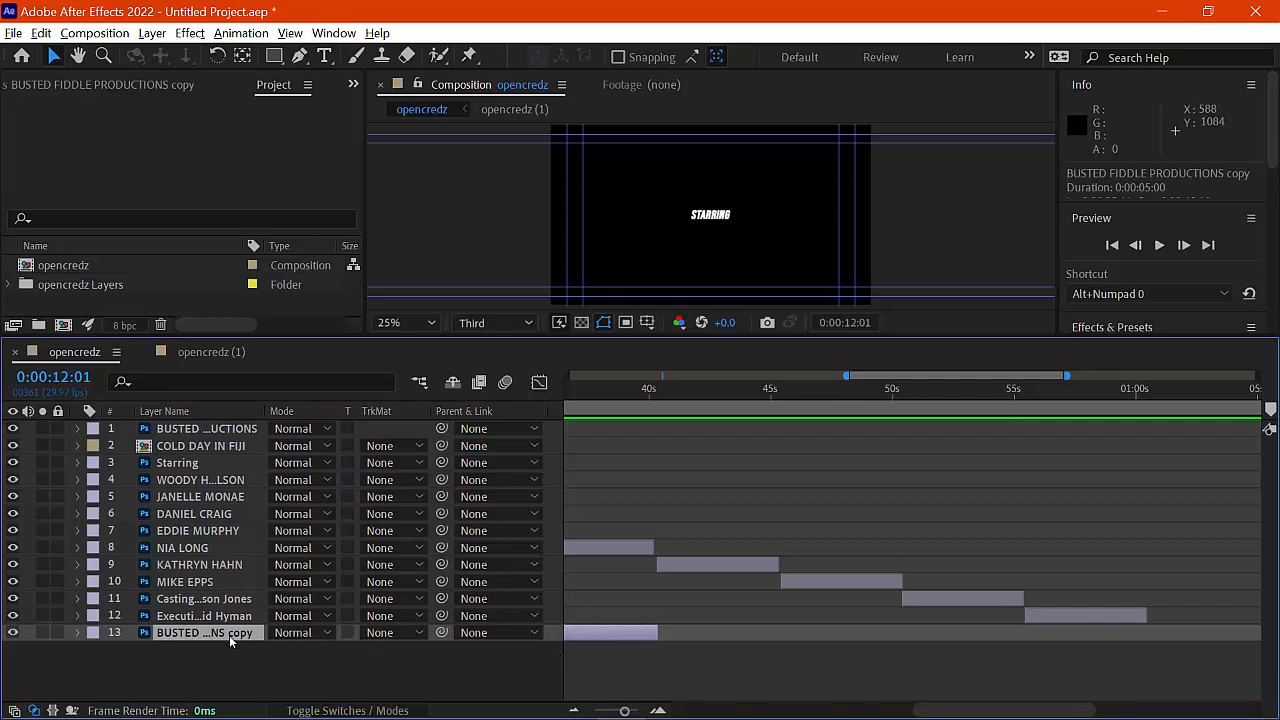 Adobe After Effects 2022 - Untitled Project.aep *
File Edit Composition Layer Effect Animation View Window Help
Snapping Default Review Learn Search Help
s BUSTED FIDDLE PRODUCTIONS copy Project
Composition opencredz Footage (none)
opencredz opencredz (1)
Info
R: G: B: A: 0
X: 588
Y: 1084
BUSTED FIDDLE PRODUCTIONS copy
Duration: 0:00:05:00
STARRING
Preview
Shortcut
Alt+Numpad 0
Effects & Presets
Name Type Size
opencredz Composition
opencredz Layers Folder
8 bpc
25% Third +0.0 0:00:12:01
opencredz opencredz (1)
0:00:12:01
00361 (29.97 fps)
40s 45s 50s 55s 01:00s 05
# Layer Name Mode T TrkMat Parent & Link
1 BUSTED ...UCTIONS Normal None
2 COLD DAY IN FIJI Normal None None
3 Starring Normal None None
4 WOODY H...LSON Normal None None
5 JANELLE MONAE Normal None None
6 DANIEL CRAIG Normal None None
7 EDDIE MURPHY Normal None None
8 NIA LONG Normal None None
9 KATHRYN HAHN Normal None None
10 MIKE EPPS Normal None None
11 Casting...son Jones Normal None None
12 Executi...id Hyman Normal None None
13 BUSTED ...NS copy Normal None None
Frame Render Time: 0ms Toggle Switches / Modes